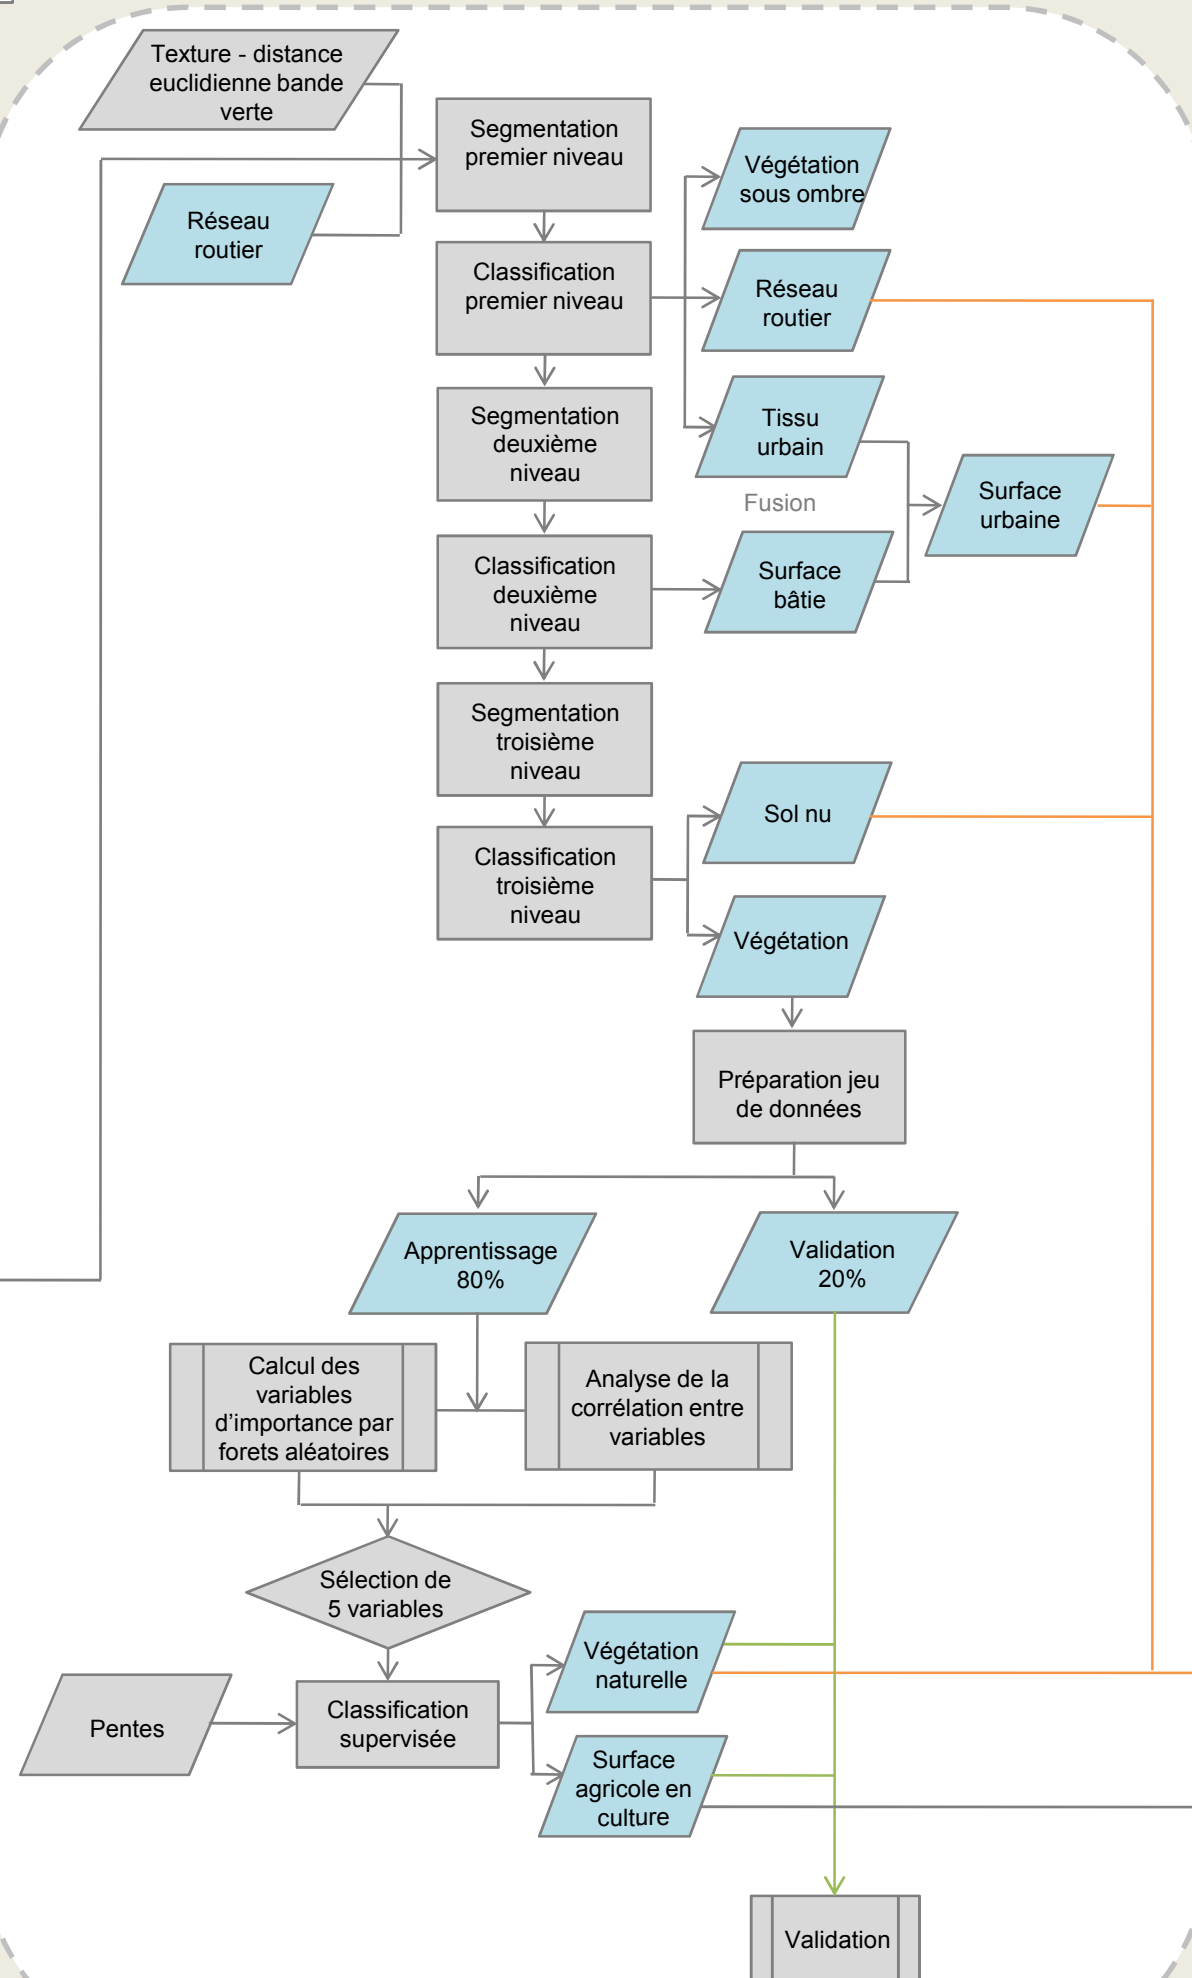 Texture - distance
euclidienne bande
verte
Segmentation
premier niveau
Végétation
sous ombre
Réseau
routier
Classification
premier niveau
Réseau
routier
Segmentation
deuxième
niveau
Tissu
urbain
Fusion
Surface
urbaine
Classification
deuxième
niveau
Surface
bâtie
Segmentation
troisième
niveau
Sol nu
Classification
troisième
niveau
Végétation
Préparation jeu
de données
Apprentissage
80%
Validation
20%
Calcul des
variables
d’importance par
forets aléatoires
Analyse de la
corrélation entre
variables
Sélection de
5 variables
Végétation
naturelle
Pentes
Classification
supervisée
Surface
agricole en
culture
Validation